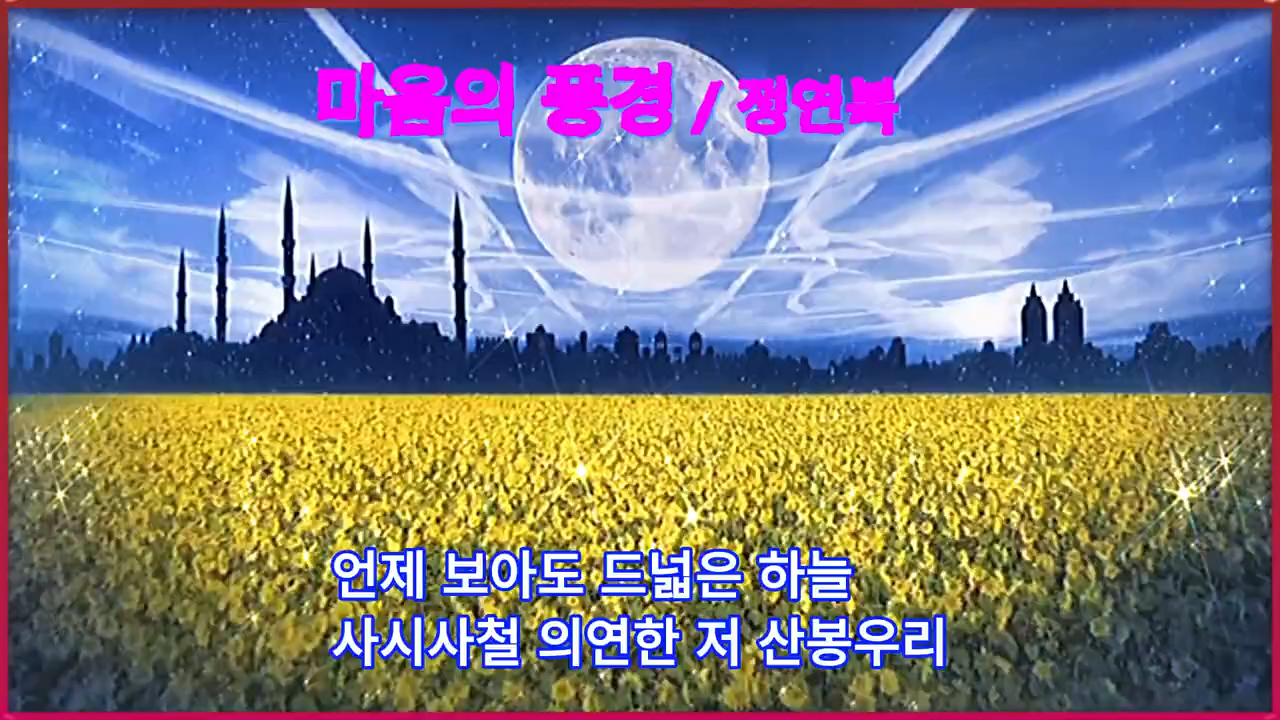 마음의 풍경 / 정연복
언제 보아도 드넓은 하늘
사시사철 의연한 저 산봉우리